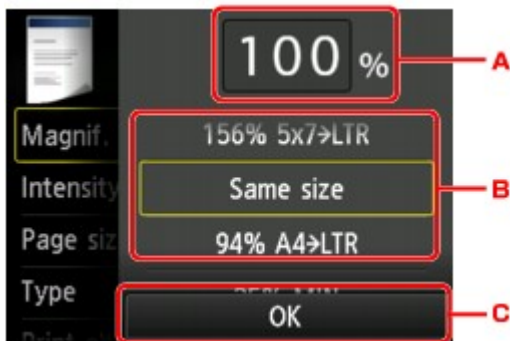 100 %
A
Magnif.
156% 5x7→LTR
Intensity
Same size
B
Page siz
94% A4→LTR
Type
OK
C